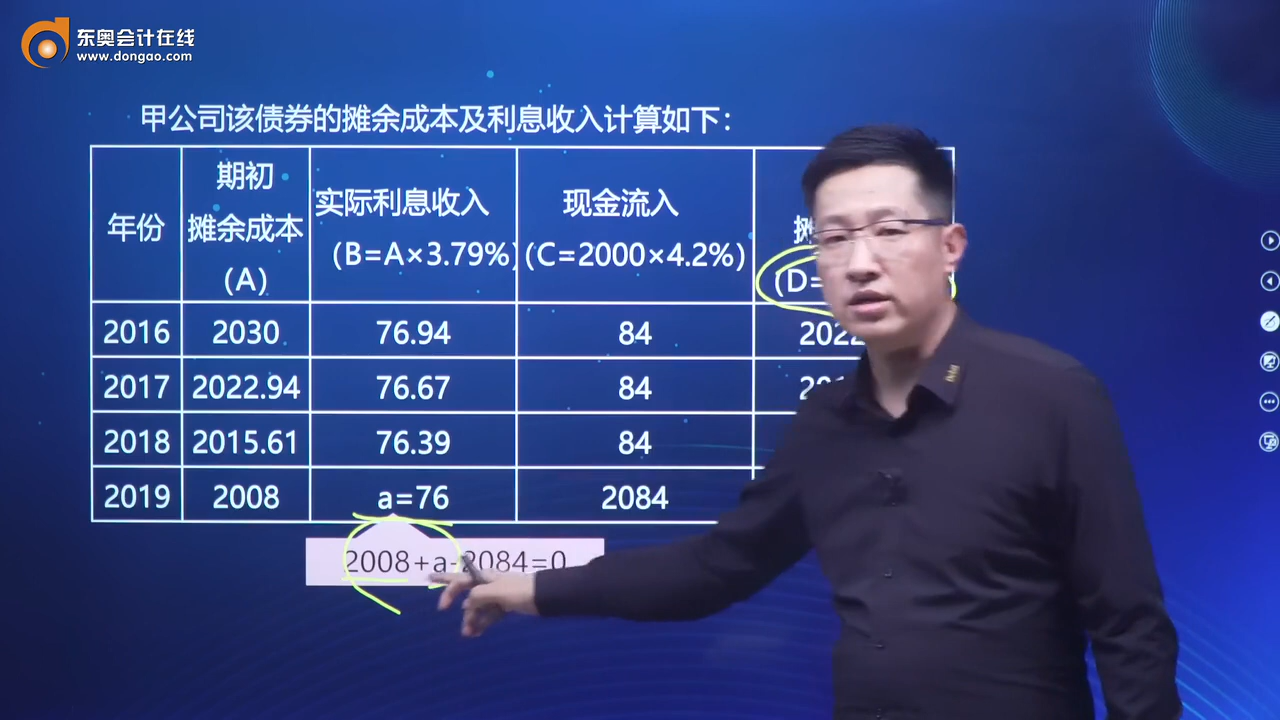 东奥会计在线
www.dongao.com
甲公司该债券的摊余成本及利息收入计算如下：
年份
期初
摊余成本
（A）
实际利息收入
（B=A×3.79%）
现金流入
（C=2000×4.2%）
（D=
2016 2030 76.94 84 2022
2017 2022.94 76.67 84
2018 2015.61 76.39 84
2019 2008 a=76 2084
2008+a-2084=0